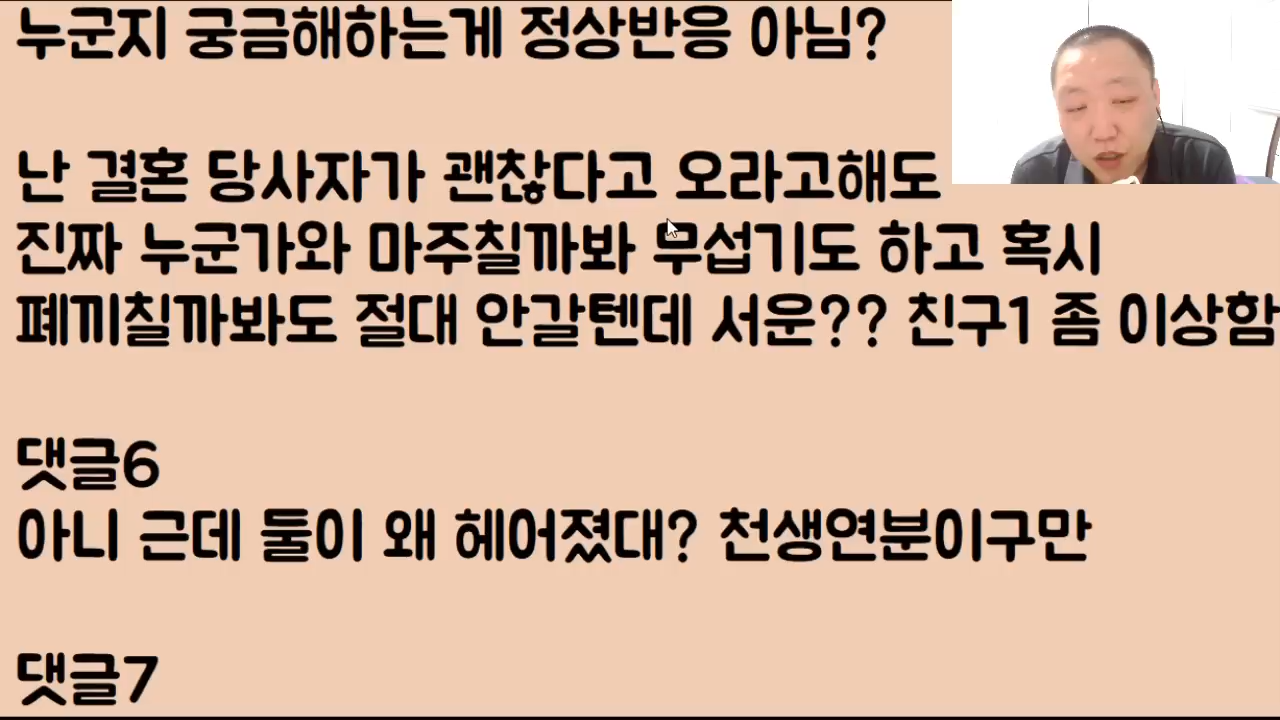 누군지 궁금해하는게 정상반응 아님?
난 결혼 당사자가 괜찮다고 오라고해도
진짜 누군가와 마주칠까봐 무섭기도 하고 혹시
폐끼칠까봐도 절대 안갈텐데 서운?? 친구1 좀 이상함
댓글6
아니 근데 둘이 왜 헤어졌대? 천생연분이구만
댓글7